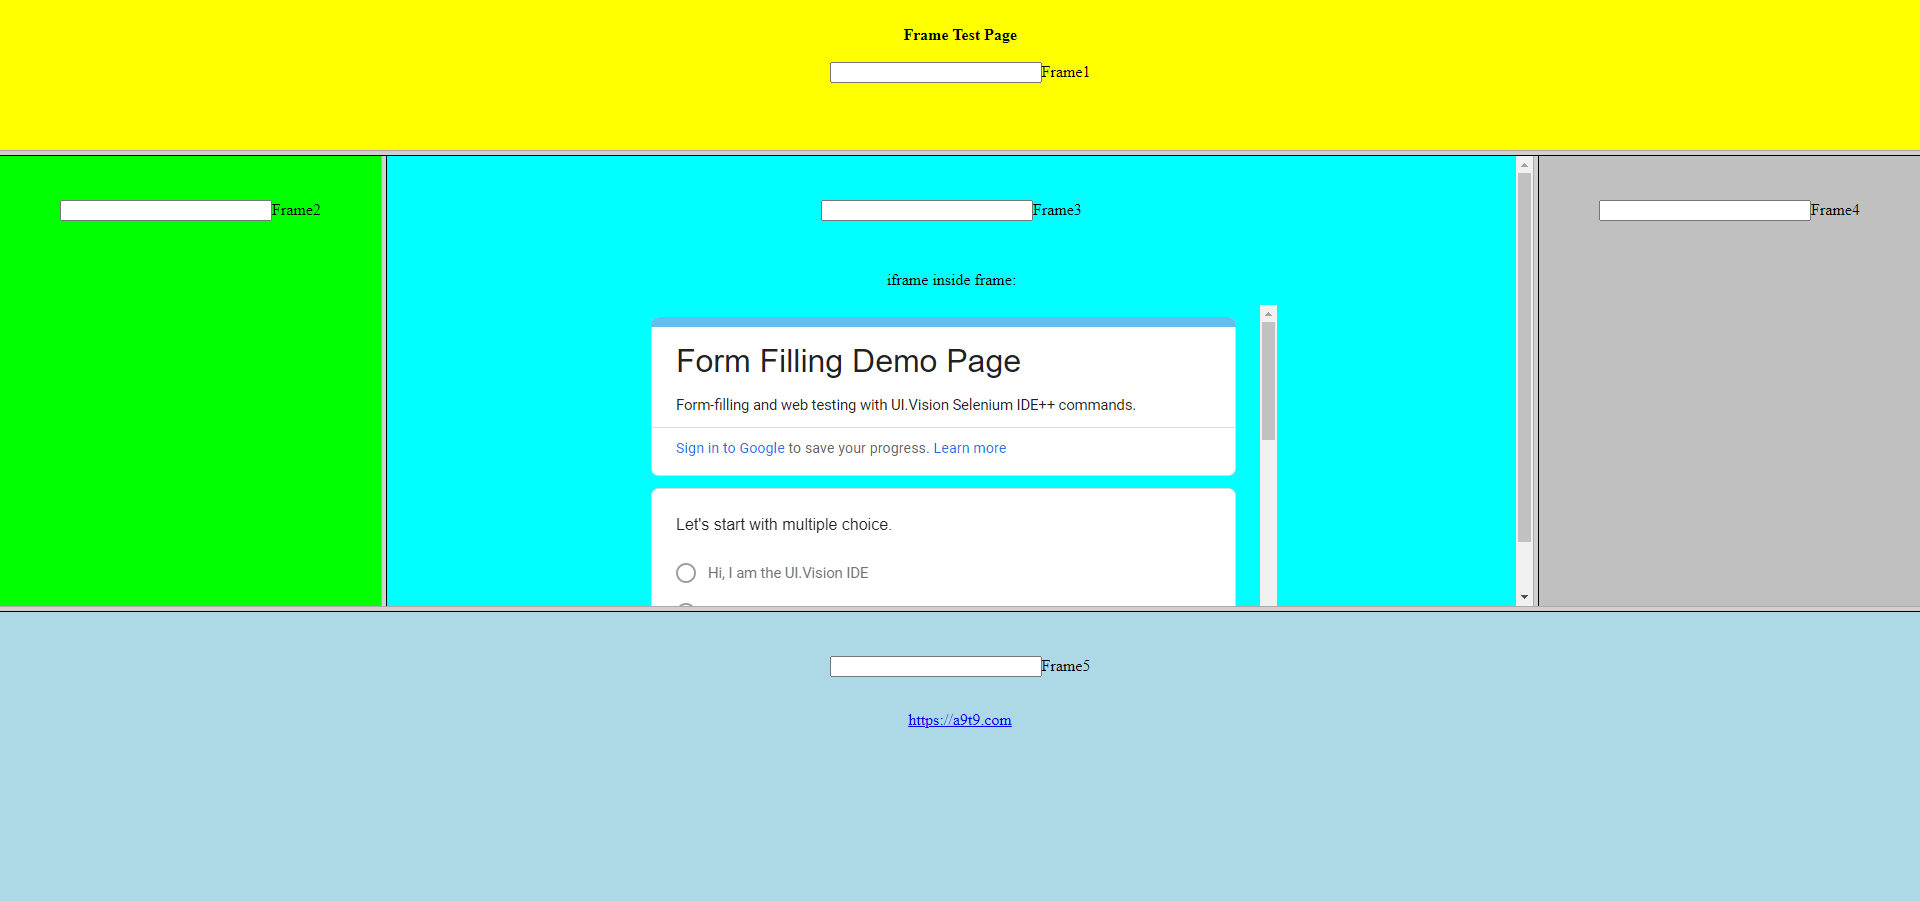 Frame Test Page
Frame1
Frame2
Frame3
Frame4
iframe inside frame:
Form Filling Demo Page
Form-filling and web testing with UI.Vision Selenium IDE++ commands.
Sign in to Google to save your progress. Learn more
Let's start with multiple choice.
Hi, I am the UI.Vision IDE
Frame5
https://a9t9.com